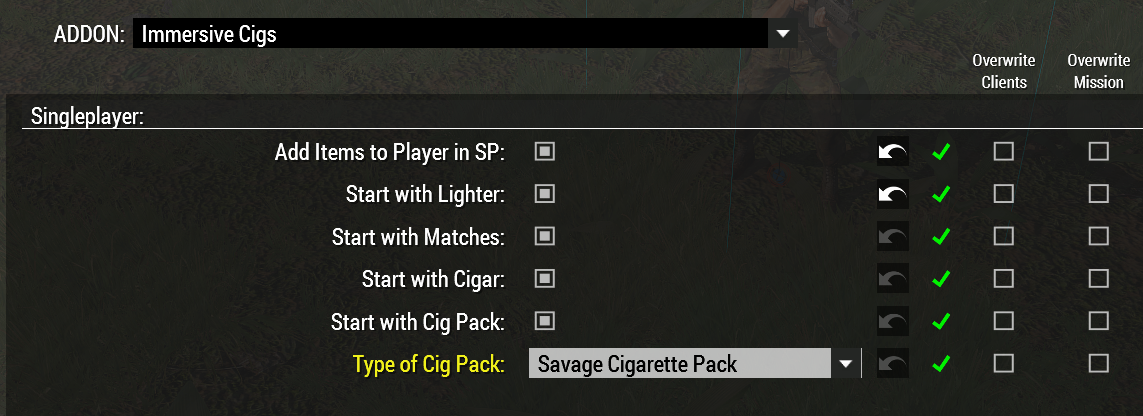 ADDON: Immersive Cigs
Overwrite Clients
Overwrite Mission
Singleplayer:
Add Items to Player in SP:
Start with Lighter:
Start with Matches:
Start with Cigar:
Start with Cig Pack:
Type of Cig Pack: Savage Cigarette Pack